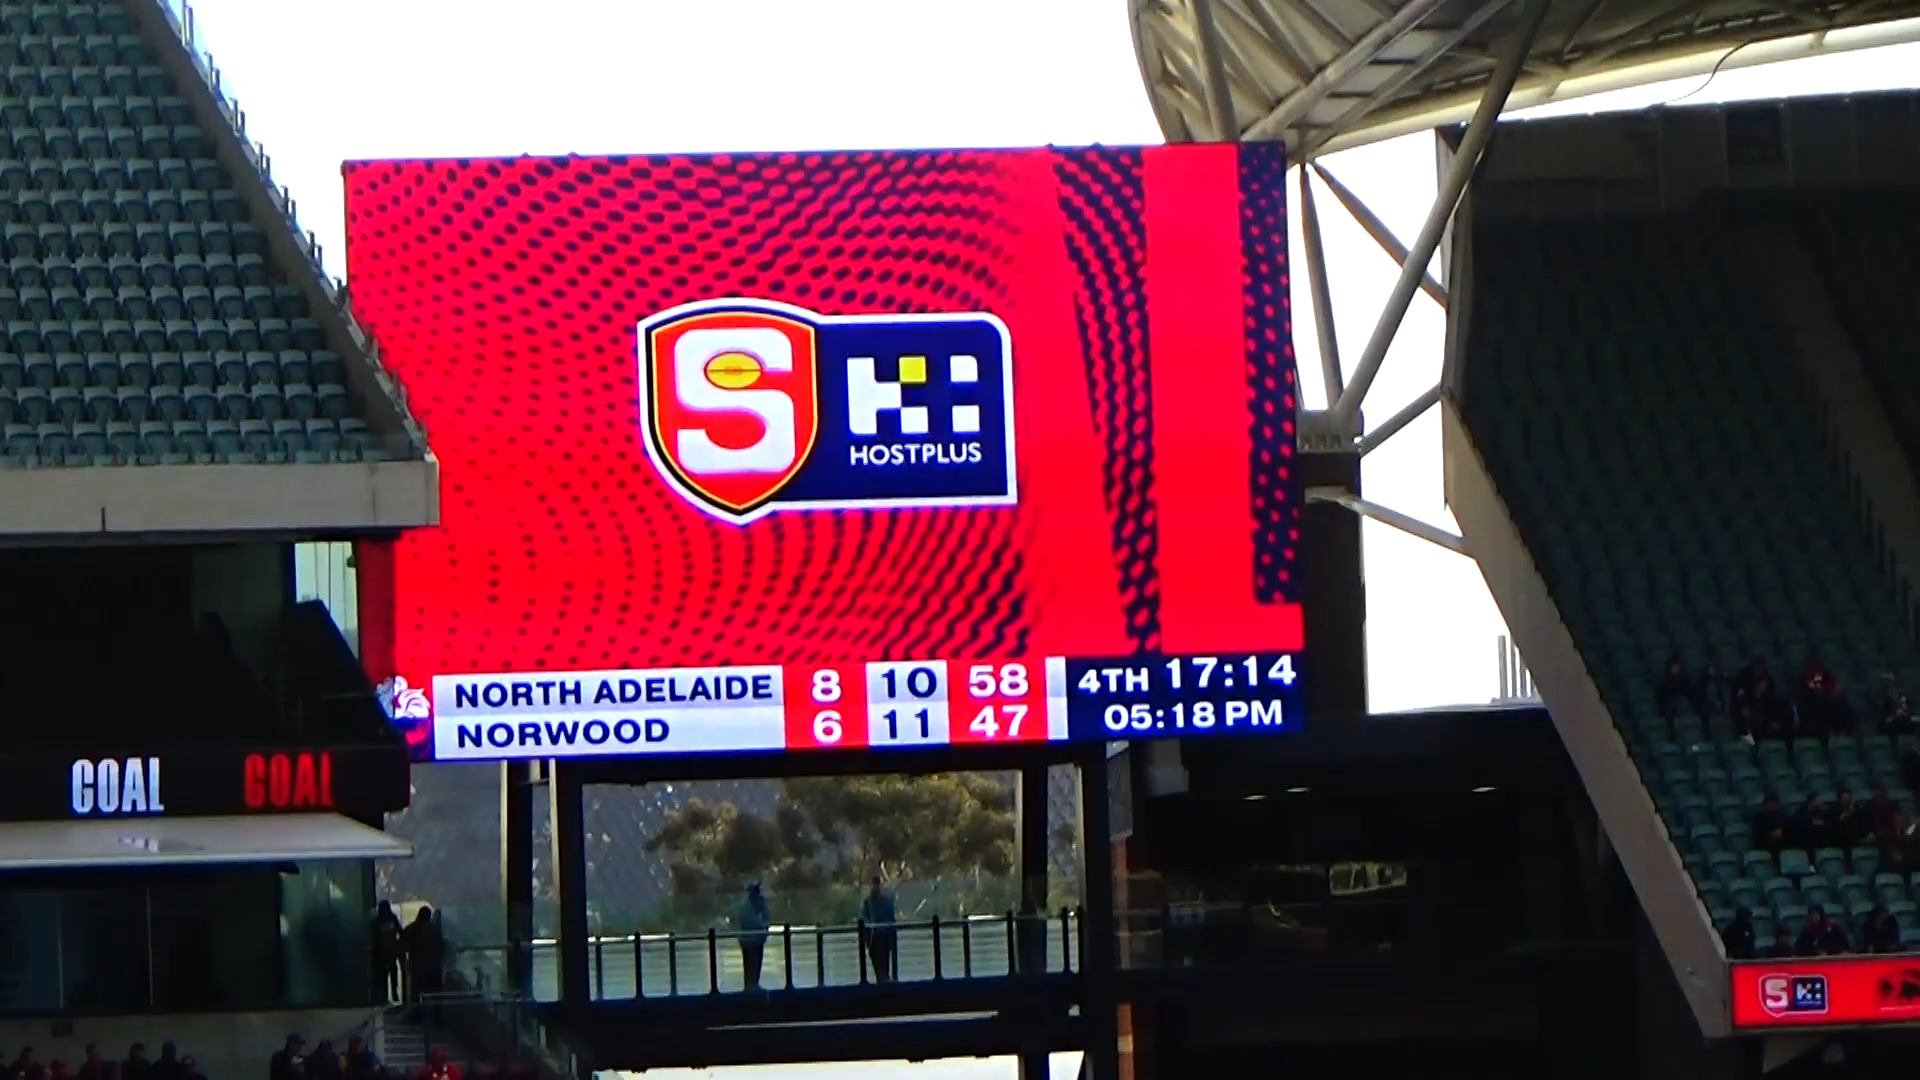 S
HOSTPLUS
NORTH ADELAIDE 8 10 58
NORWOOD 6 11 47
4TH 17:14
05:18 PM
GOAL GOAL
S